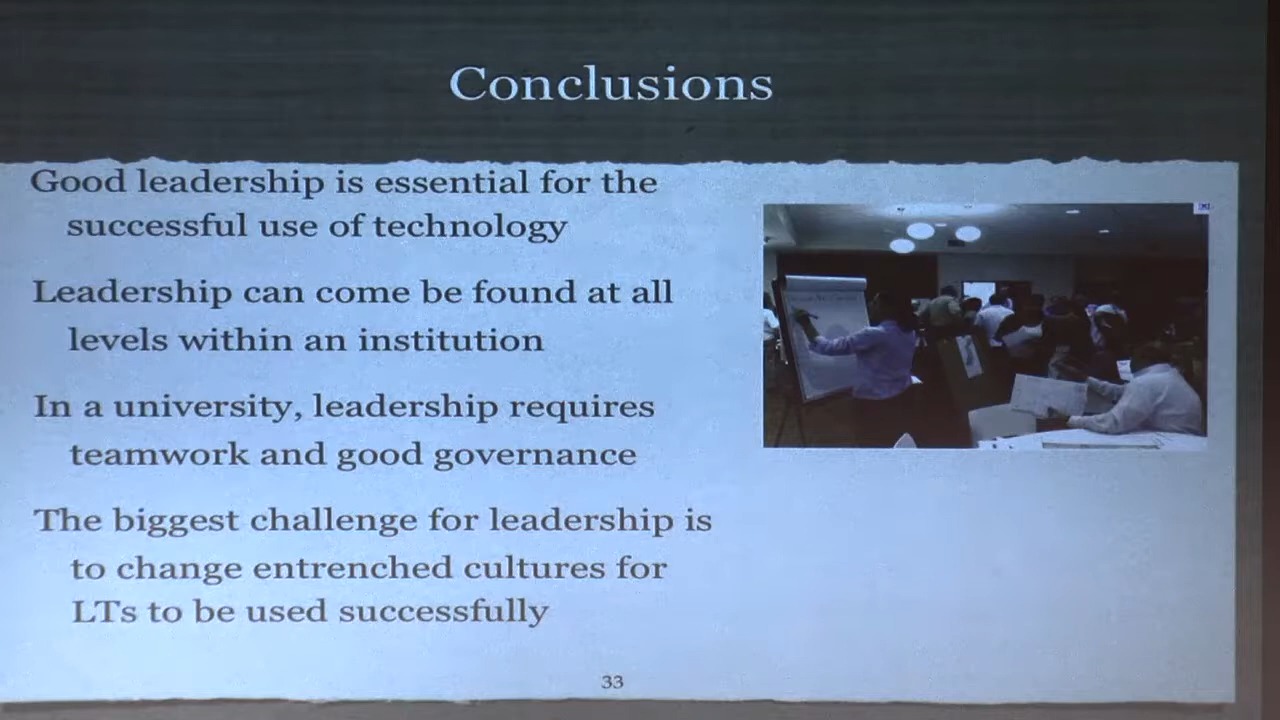 Conclusions
Good leadership is essential for the
successful use of technology
Leadership can come be found at all
levels within an institution
In a university, leadership requires
teamwork and good governance
The biggest challenge for leadership is
to change entrenched cultures for
LTs to be used successfully
33